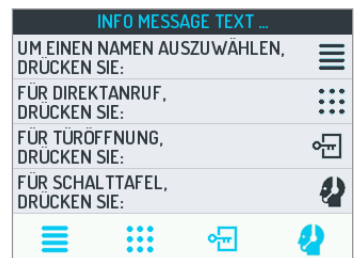 INFO MESSAGE TEXT ...
UM EINEN NAMEN AUSZUWÄHLEN,
DRÜCKEN SIE:
FÜR DIREKTANRUF,
DRÜCKEN SIE:
FÜR TÜRÖFFNUNG,
DRÜCKEN SIE:
FÜR SCHALTTAFEL,
DRÜCKEN SIE: